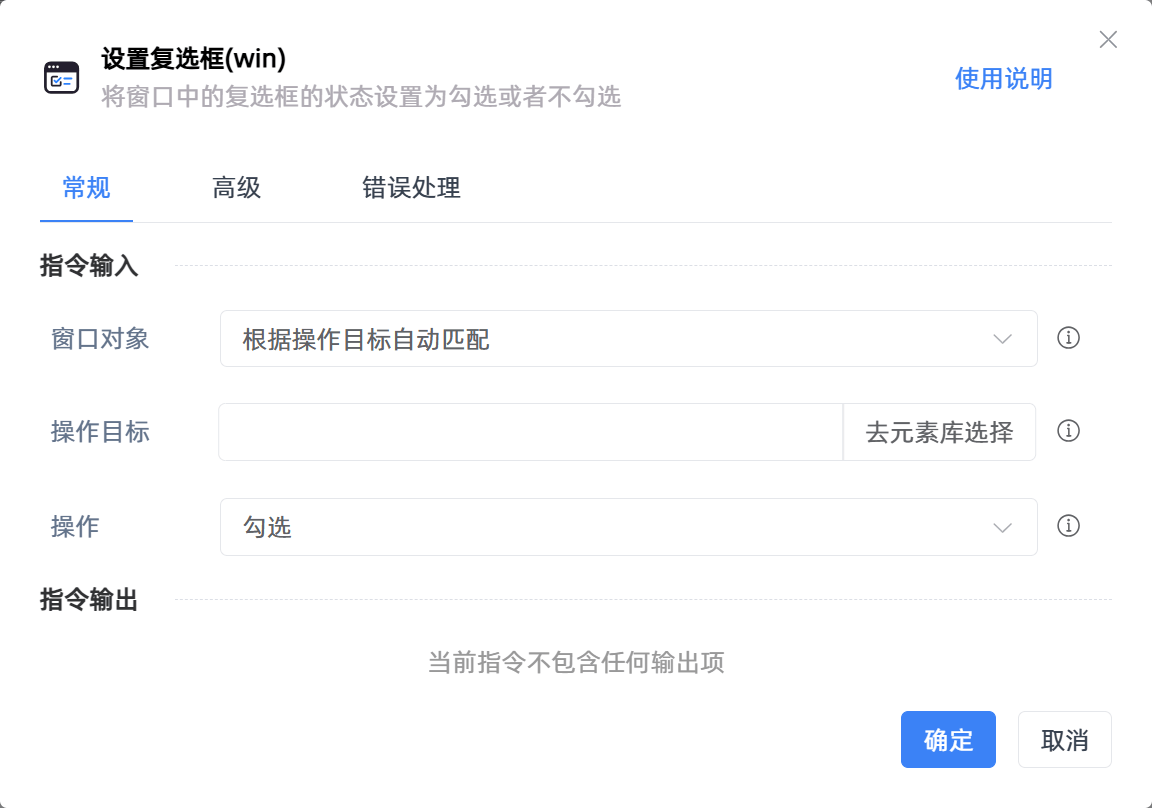 设置复选框(win)
将窗口中的复选框的状态设置为勾选或者不勾选
使用说明
常规 高级 错误处理
指令输入
窗口对象 根据操作目标自动匹配
操作目标 去元素库选择
操作 勾选
指令输出
当前指令不包含任何输出项
确定 取消